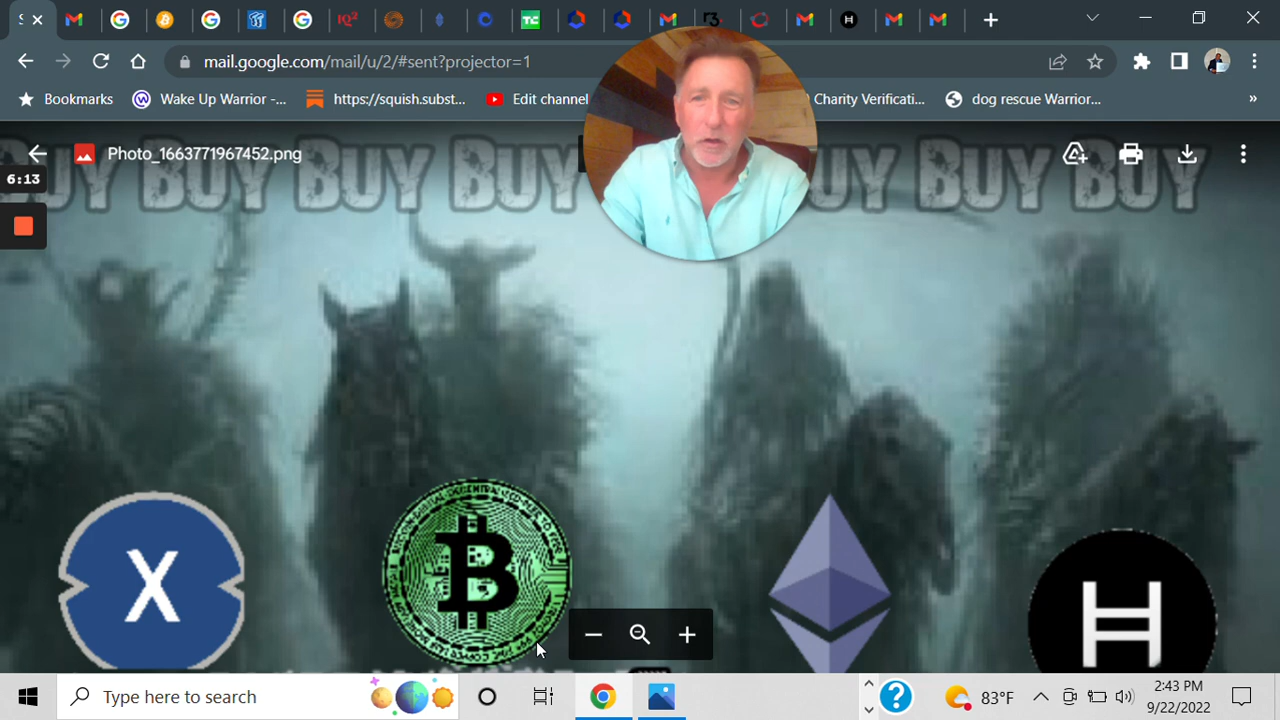 IQ²
TC
mail.google.com/mail/u/2/#sent?projector=1
Bookmarks
Wake Up Warrior -...
https://squish.subst...
Edit channel
Charity Verificati...
dog rescue Warrior...
»
Photo_1663771967452.png
6:13
BUY BUY BUY BUY BUY BUY
X
H
Type here to search
83°F
2:43 PM
9/22/2022